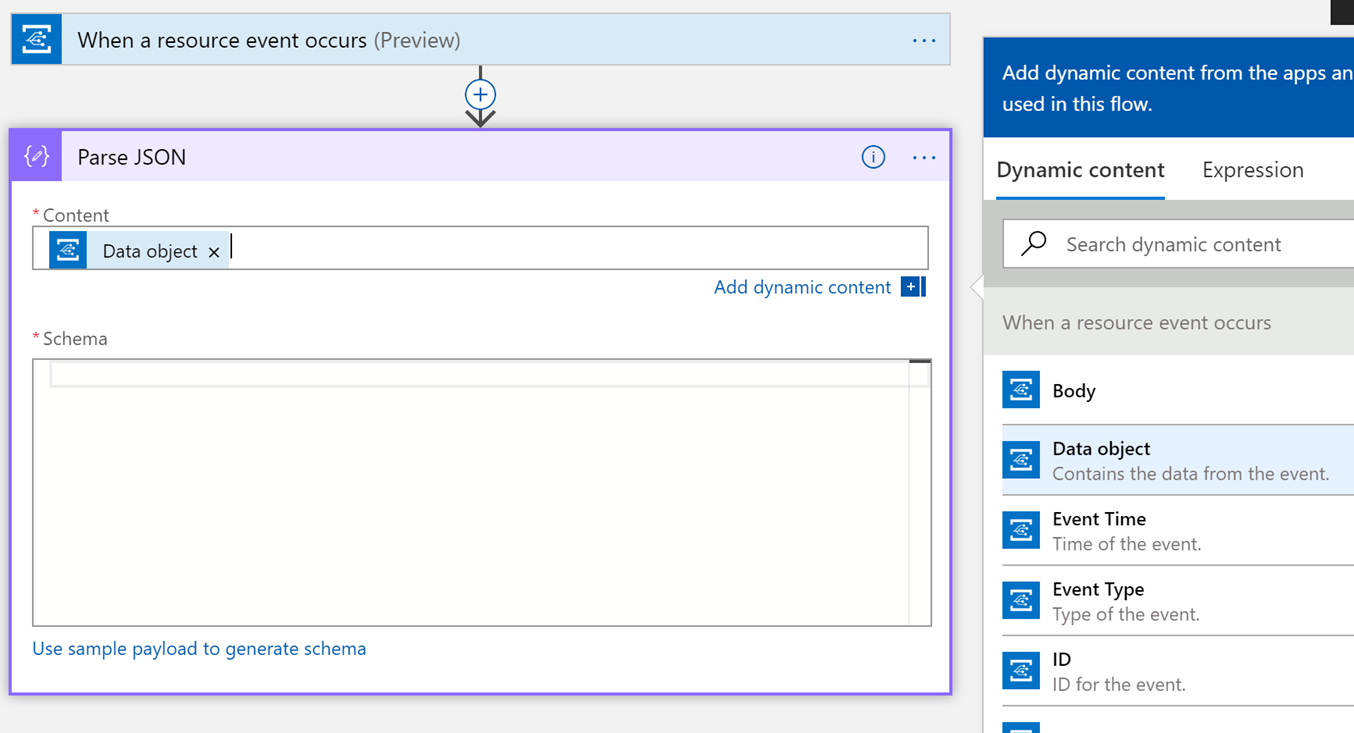 When a resource event occurs (Preview)
Parse JSON
* Content
Data object ×
Add dynamic content
* Schema
Use sample payload to generate schema
Add dynamic content from the apps an
used in this flow.
Dynamic content
Expression
Search dynamic content
When a resource event occurs
Body
Data object
Contains the data from the event.
Event Time
Time of the event.
Event Type
Type of the event.
ID
ID for the event.